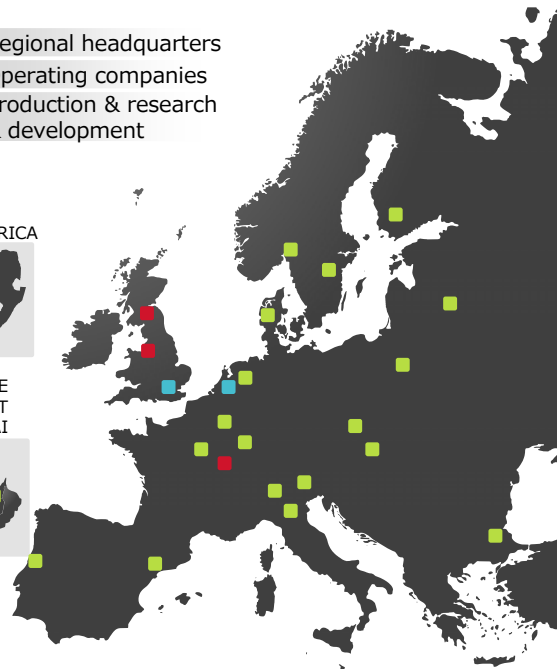 egional headquarters
perating companies
roduction & research
development
RICA
E
T
AI